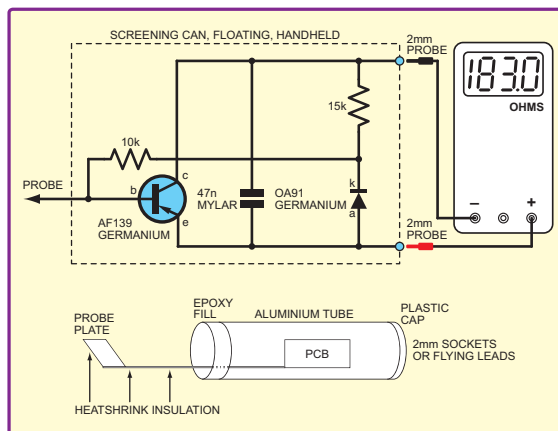 SCREENING CAN, FLOATING, HANDHELD
2mm
PROBE
183.0
OHMS
15k
10k
PROBE
b
c
e
47n
MYLAR
OA91
GERMANIUM
k
a
AF139
GERMANIUM
– +
2mm
PROBE
EPOXY
FILL
ALUMINIUM TUBE
PLASTIC
CAP
PROBE
PLATE
PCB
2mm SOCKETS
OR FLYING LEADS
HEATSHRINK INSULATION